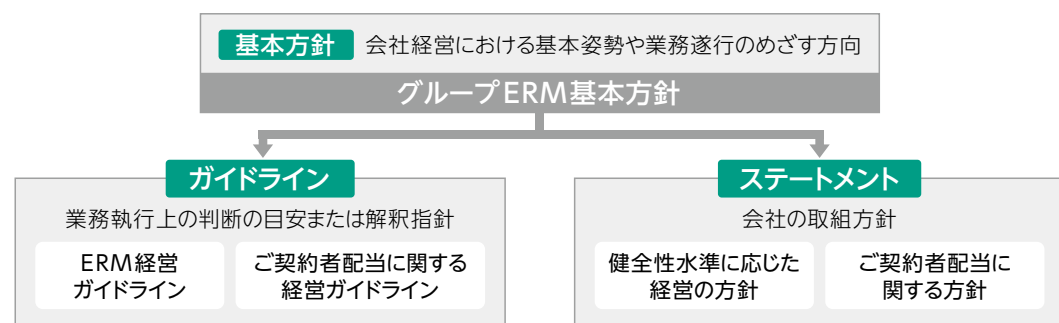 基本方針 会社経営における基本姿勢や業務遂行のめざす方向
グループERM基本方針
ガイドライン
業務執行上の判断の目安または解釈指針
ERM経営
ガイドライン
ご契約者配当に関する
経営ガイドライン
ステートメント
会社の取組方針
健全性水準に応じた
経営の方針
ご契約者配当に
関する方針